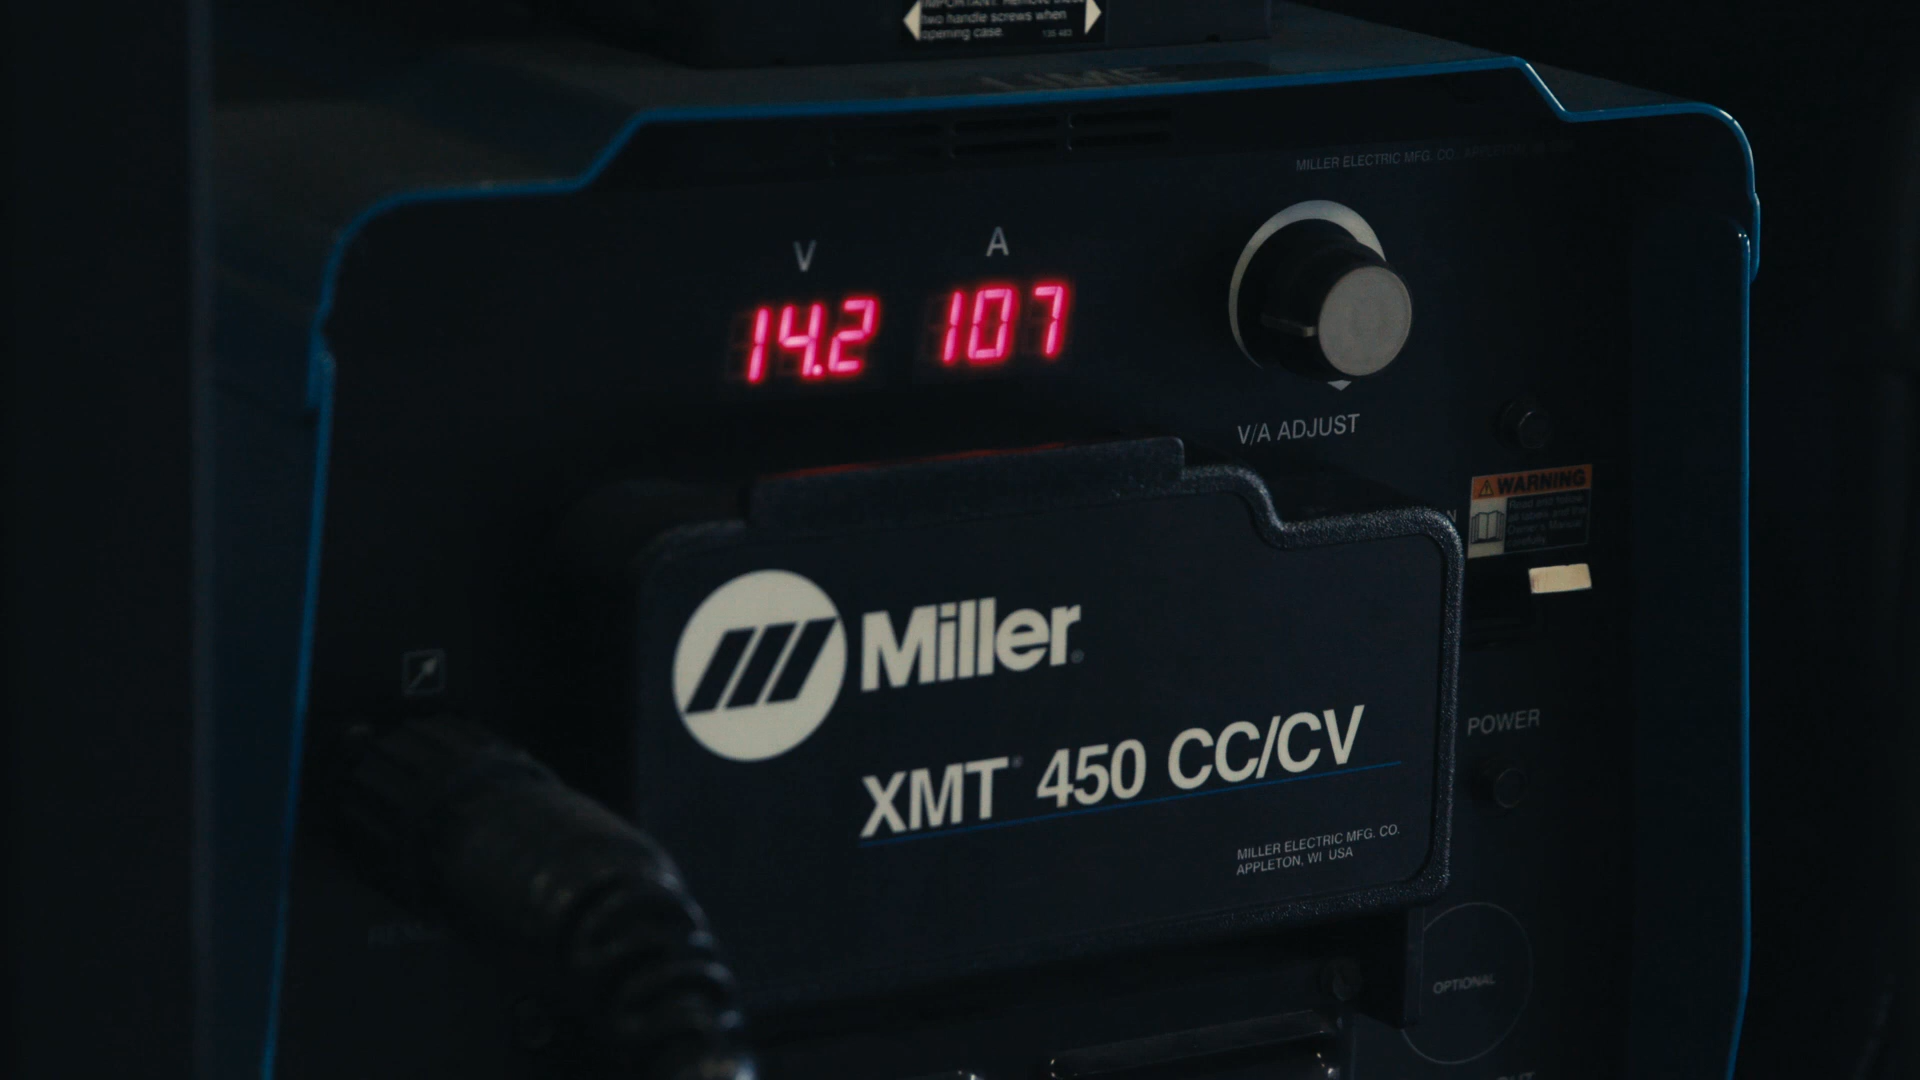 IMPORTANT: Remove these
two handle screws when
opening case.
MILLER ELECTRIC MFG. CO.
V
A
14.2
107
V/A ADJUST
WARNING
Miller®
XMT® 450 CC/CV
POWER
MILLER ELECTRIC MFG. CO.
APPLETON, WI USA
OPTIONAL